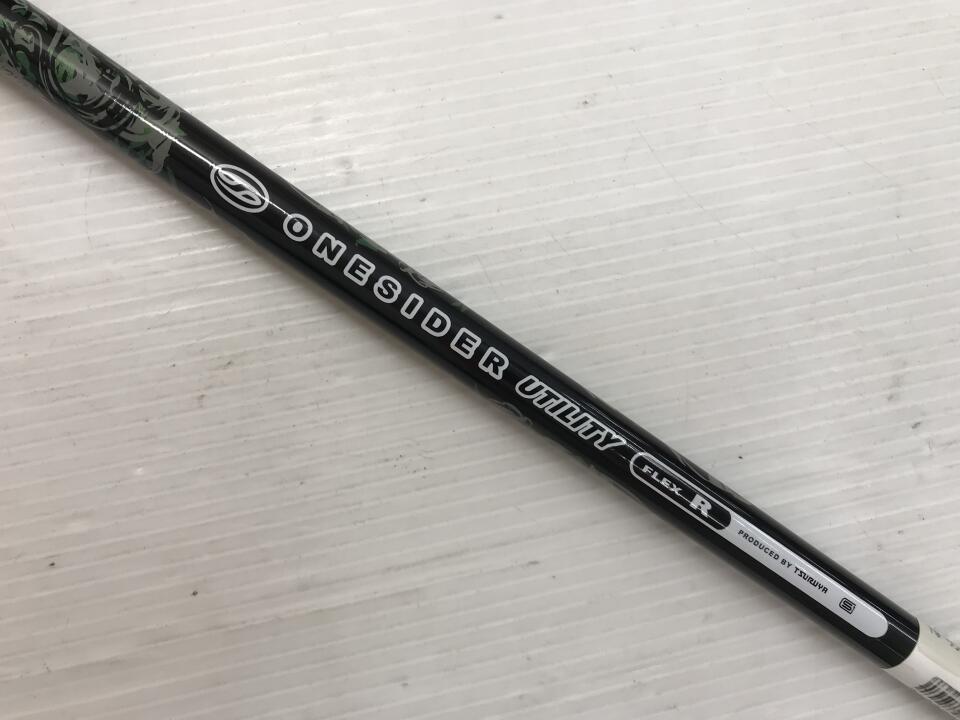 ONESIDER UTILITY FLEX R PRODUCED BY TSURUYA S